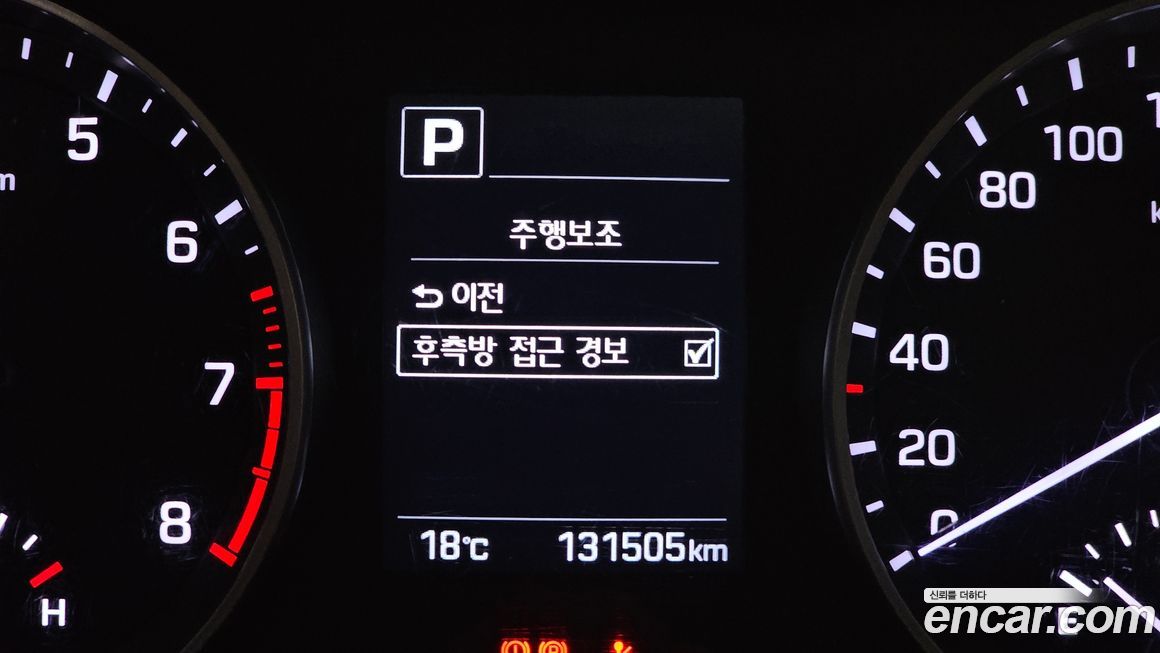 P
주행보조
이전
후측방 접근 경보
18℃ 131505km
5
6
7
8
H
100
80
60
40
20
0
E
신뢰를 더하다
encar.com